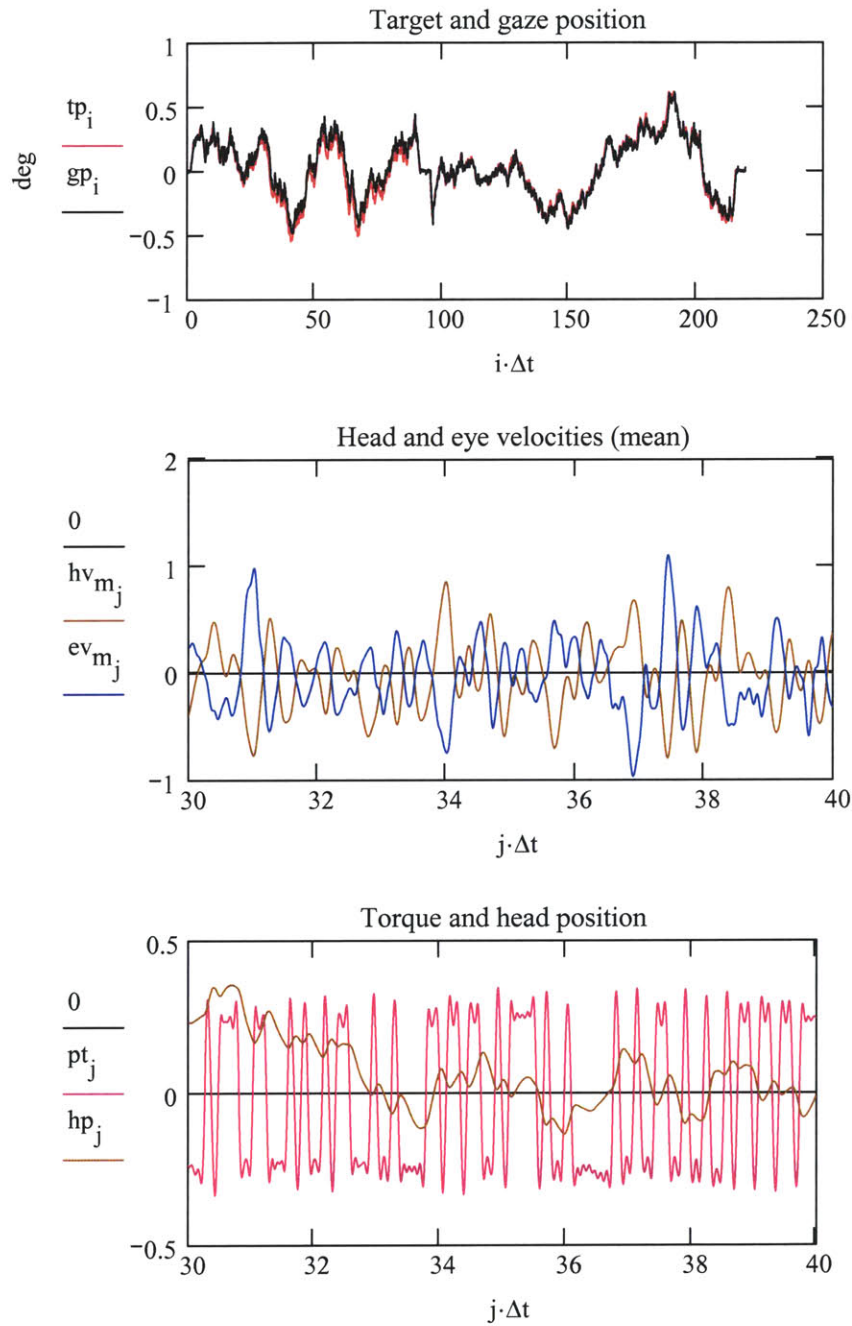 Target and gaze position
1
tp_i
0.5
deg
0
gp_i
−0.5
−1
0 50 100 150 200 250
i·Δt
Head and eye velocities (mean)
2
0
hv_m_j
1
ev_m_j
0
−1
30 32 34 36 38 40
j·Δt
Torque and head position
0.5
0
pt_j
0
hp_j
−0.5
30 32 34 36 38 40
j·Δt